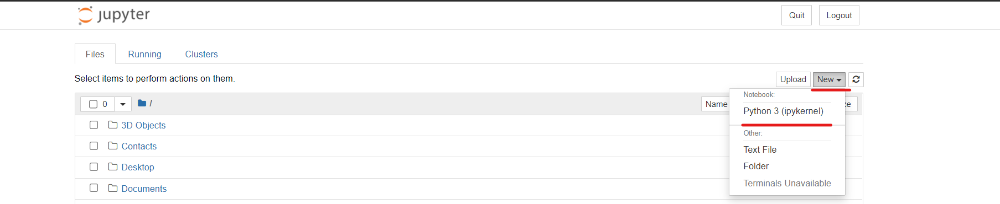 jupyter
Quit Logout
Files Running Clusters
Select items to perform actions on them.
Upload New
0 /
Name ze
Notebook:
Python 3 (ipykernel)
Other:
Text File
Folder
Terminals Unavailable
3D Objects
Contacts
Desktop
Documents